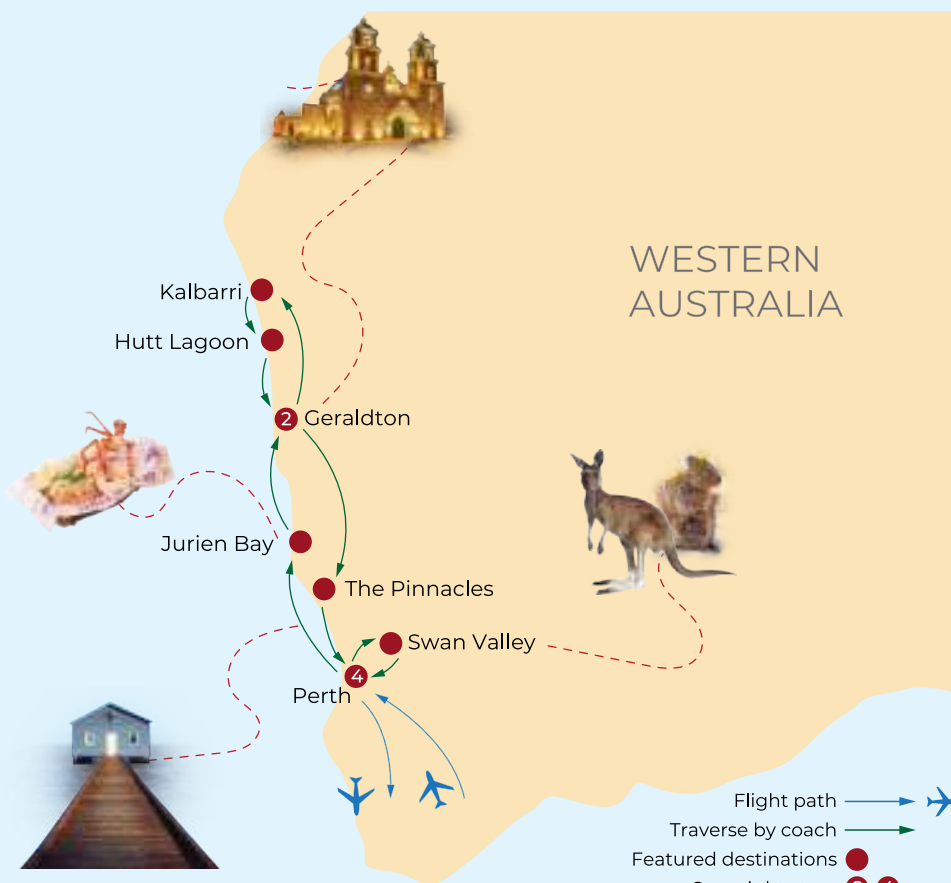 WESTERN
AUSTRALIA
Kalbarri
Hutt Lagoon
2 Geraldton
Jurien Bay
The Pinnacles
Swan Valley
4
Perth
Flight path
Traverse by coach
Featured destinations